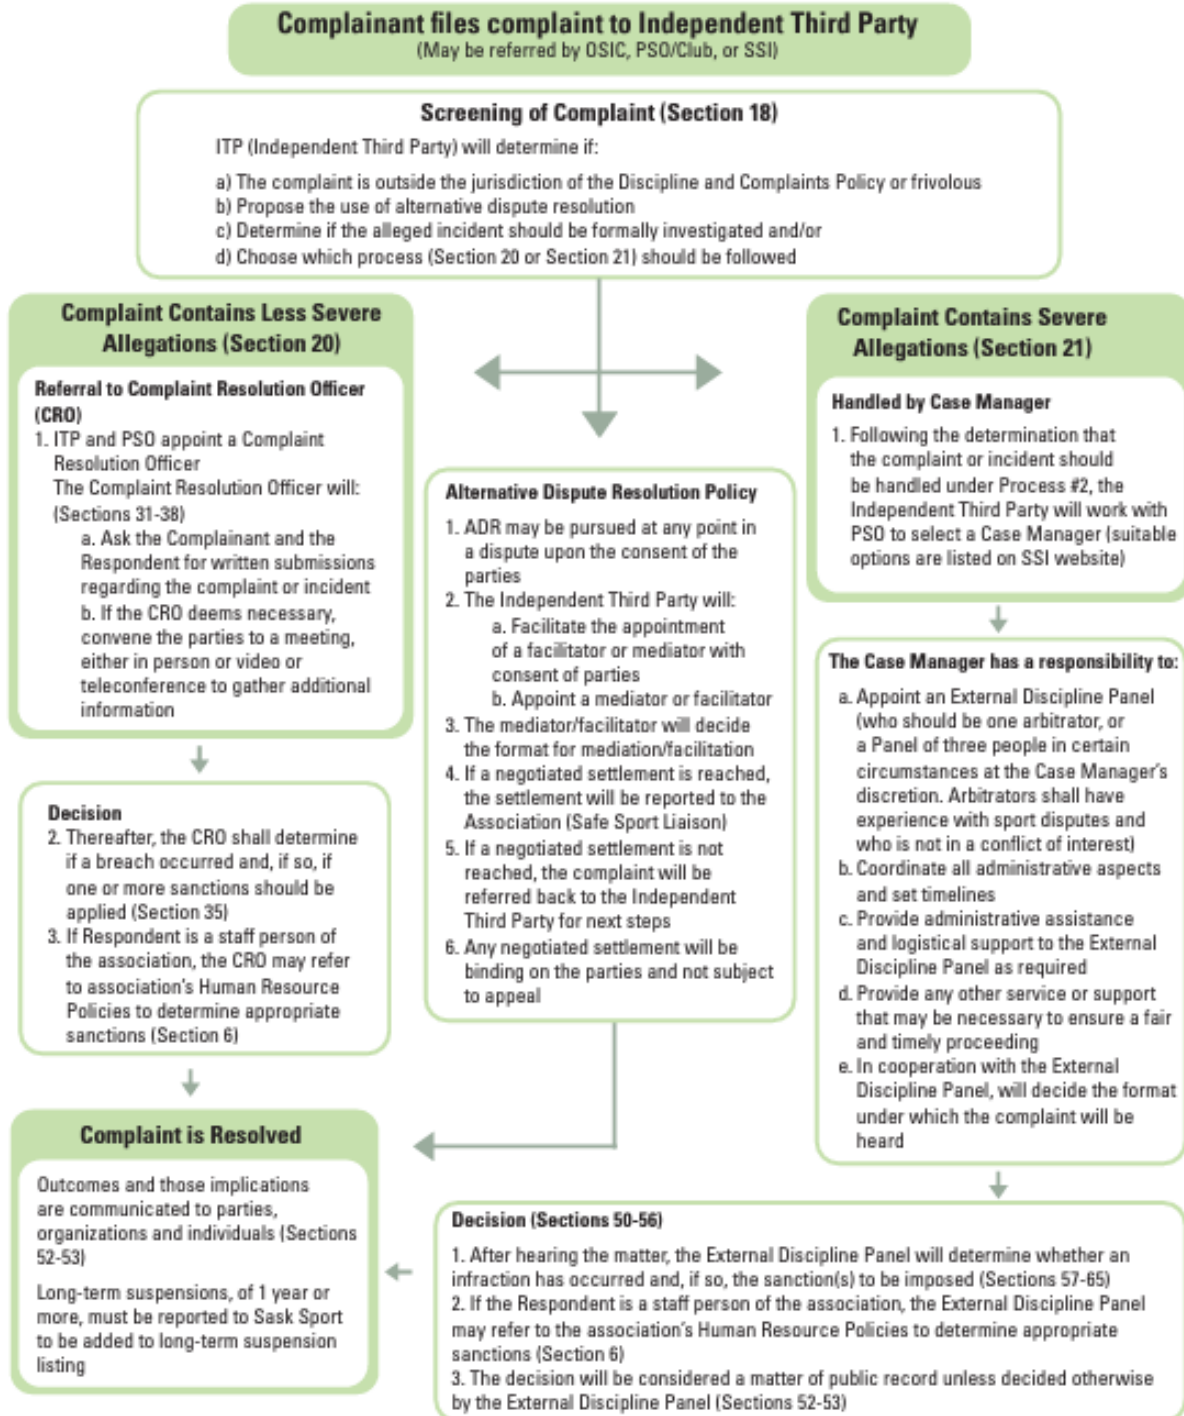 Complainant files complaint to Independent Third Party
(May be referred by OSIC, PSO/Club, or SSI)
Screening of Complaint (Section 18)
ITP (Independent Third Party) will determine if:
a) The complaint is outside the jurisdiction of the Discipline and Complaints Policy or frivolous
b) Propose the use of alternative dispute resolution
c) Determine if the alleged incident should be formally investigated and/or
d) Choose which process (Section 20 or Section 21) should be followed
Complaint Contains Less Severe
Allegations (Section 20)
Referral to Complaint Resolution Officer
(CRO)
1. ITP and PSO appoint a Complaint
Resolution Officer
The Complaint Resolution Officer will:
(Sections 31-38)
a. Ask the Complainant and the
Respondent for written submissions
regarding the complaint or incident
b. If the CRO deems necessary,
convene the parties to a meeting,
either in person or video or
teleconference to gather additional
information
Decision
2. Thereafter, the CRO shall determine
if a breach occurred and, if so, if
one or more sanctions should be
applied (Section 35)
3. If Respondent is a staff person of
the association, the CRO may refer
to association's Human Resource
Policies to determine appropriate
sanctions (Section 6)
Alternative Dispute Resolution Policy
1. ADR may be pursued at any point in
a dispute upon the consent of the
parties
2. The Independent Third Party will:
a. Facilitate the appointment
of a facilitator or mediator with
consent of parties
b. Appoint a mediator or facilitator
3. The mediator/facilitator will decide
the format for mediation/facilitation
4. If a negotiated settlement is reached,
the settlement will be reported to the
Association (Safe Sport Liaison)
5. If a negotiated settlement is not
reached, the complaint will be
referred back to the Independent
Third Party for next steps
6. Any negotiated settlement will be
binding on the parties and not subject
to appeal
Complaint Contains Severe
Allegations (Section 21)
Handled by Case Manager
1. Following the determination that
the complaint or incident should
be handled under Process #2, the
Independent Third Party will work with
PSO to select a Case Manager (suitable
options are listed on SSI website)
The Case Manager has a responsibility to:
a. Appoint an External Discipline Panel
(who should be one arbitrator, or
a Panel of three people in certain
circumstances at the Case Manager's
discretion. Arbitrators shall have
experience with sport disputes and
who is not in a conflict of interest)
b. Coordinate all administrative aspects
and set timelines
c. Provide administrative assistance
and logistical support to the External
Discipline Panel as required
d. Provide any other service or support
that may be necessary to ensure a fair
and timely proceeding
e. In cooperation with the External
Discipline Panel, will decide the format
under which the complaint will be
heard
Decision (Sections 50-56)
1. After hearing the matter, the External Discipline Panel will determine whether an
infraction has occurred and, if so, the sanction(s) to be imposed (Sections 57-65)
2. If the Respondent is a staff person of the association, the External Discipline Panel
may refer to the association's Human Resource Policies to determine appropriate
sanctions (Section 6)
3. The decision will be considered a matter of public record unless decided otherwise
by the External Discipline Panel (Sections 52-53)
Complaint is Resolved
Outcomes and those implications
are communicated to parties,
organizations and individuals (Sections
52-53)
Long-term suspensions, of 1 year or
more, must be reported to Sask Sport
to be added to long-term suspension
listing